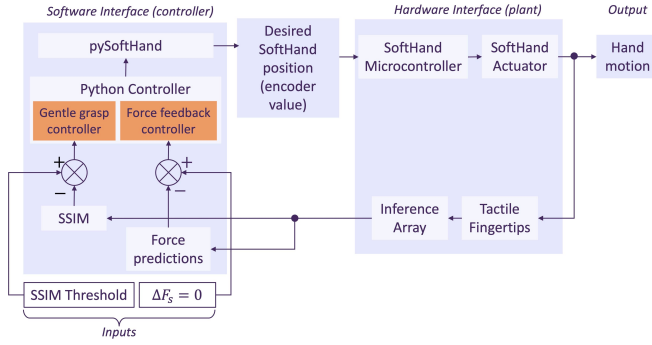 Software Interface (controller)
Hardware Interface (plant)
Output
pySoftHand
Desired
SoftHand
position
(encoder
value)
SoftHand
Microcontroller
SoftHand
Actuator
Hand
motion
Python Controller
Gentle grasp
controller
Force feedback
controller
+
−
+
−
SSIM
Force
predictions
Inference
Array
Tactile
Fingertips
SSIM Threshold
ΔFₛ = 0
Inputs